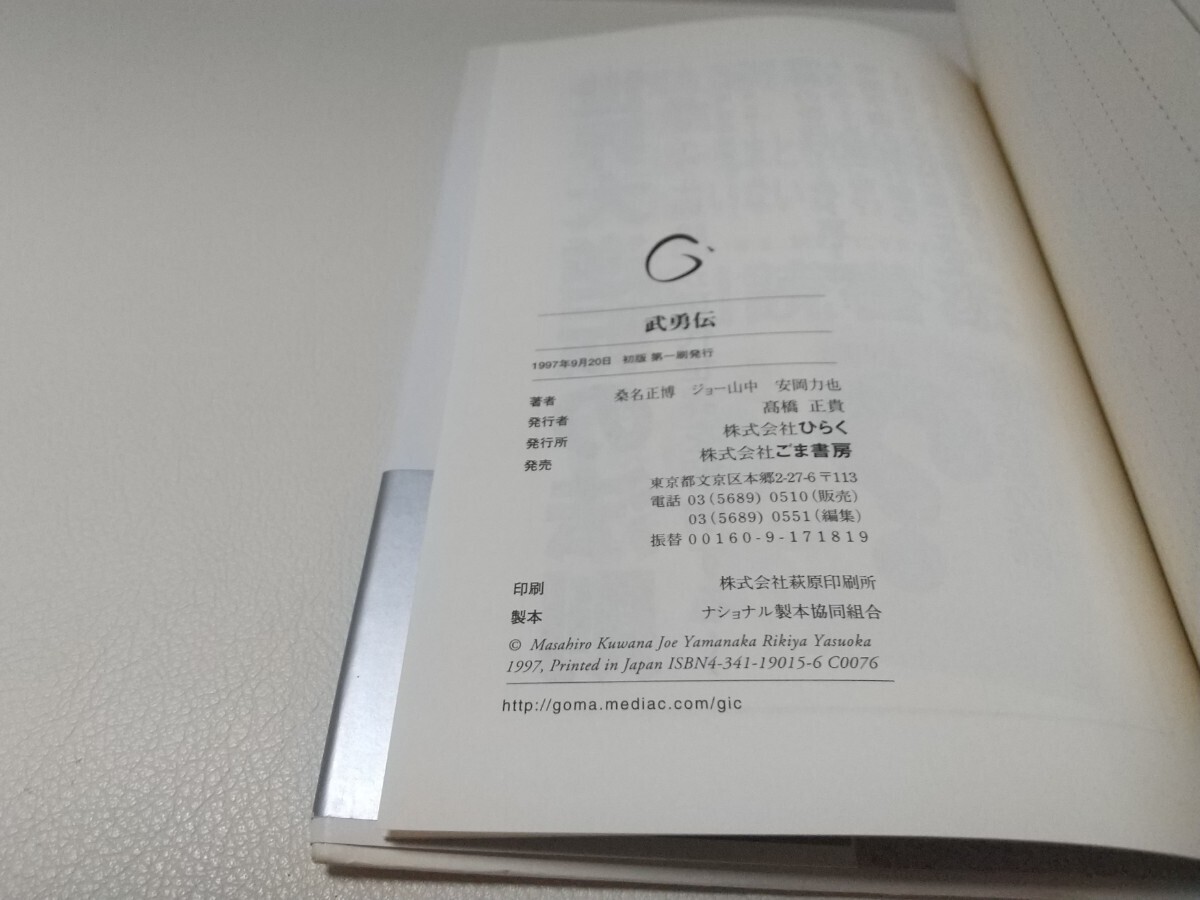 武勇伝
1997年9月20日 初版 第一刷発行
著者 桑名正博 ジョー山中 安岡力也
発行者 髙橋 正貴
発行所 株式会社ひらく
発売 株式会社ごま書房
東京都文京区本郷2-27-6〒113
電話 03(5689) 0510(販売)
03(5689) 0551(編集)
振替 00160-9-171819
印刷 株式会社萩原印刷所
製本 ナショナル製本協同組合
© Masahiro Kuwana Joe Yamanaka Rikiya Yasuoka
1997, Printed in Japan ISBN4-341-19015-6 C0076
http://goma.mediac.com/gic